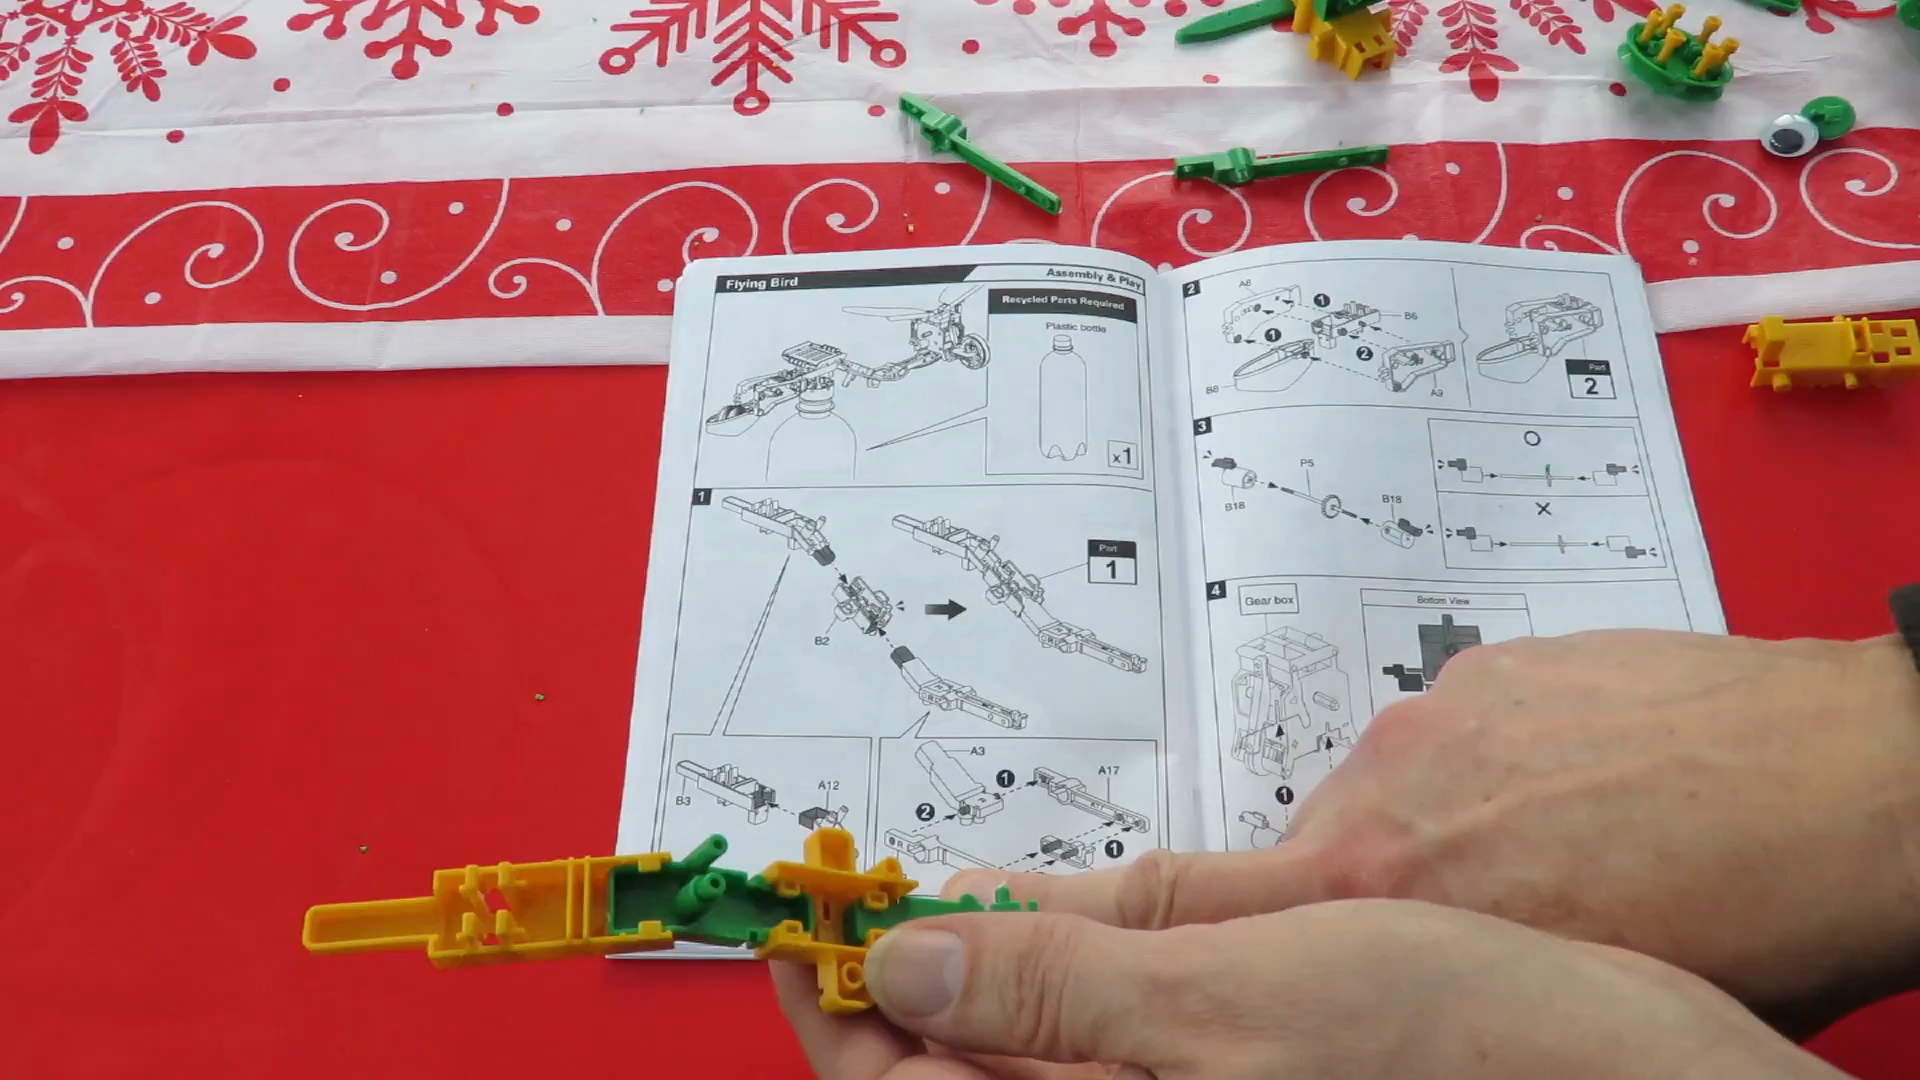 Flying Bird
Assembly & Play
Recycled Parts Required
Plastic bottle
x1
1
Part
1
B2
B3
A12
A3
1
A17
2
1
2
A8
1
B6
1
2
B8
A9
Part
2
3
P5
B18
B18
4
Gear box
Bottom View
1